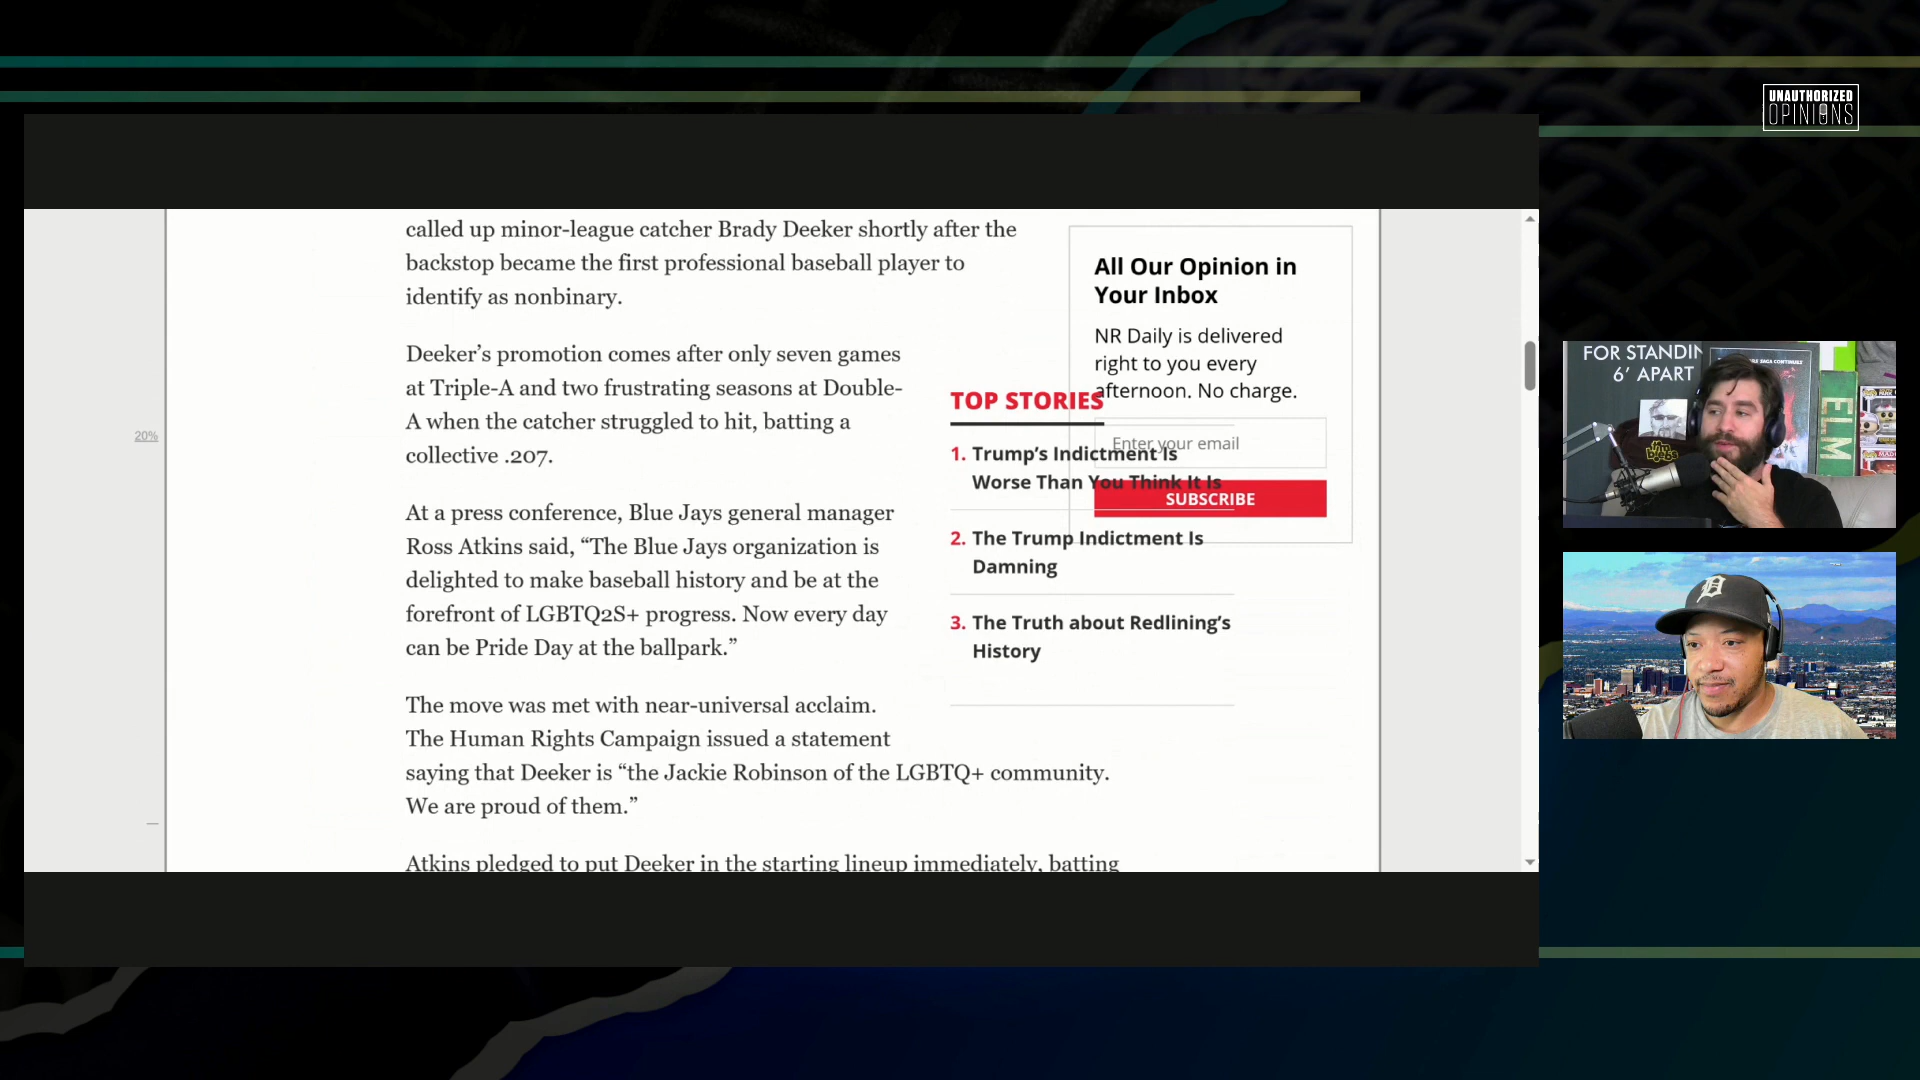 UNAUTHORIZED
OPINIONS
called up minor-league catcher Brady Deeker shortly after the
backstop became the first professional baseball player to
identify as nonbinary.
Deeker’s promotion comes after only seven games
at Triple-A and two frustrating seasons at Double-
A when the catcher struggled to hit, batting a
collective .207.
20%
At a press conference, Blue Jays general manager
Ross Atkins said, “The Blue Jays organization is
delighted to make baseball history and be at the
forefront of LGBTQ2S+ progress. Now every day
can be Pride Day at the ballpark.”
The move was met with near-universal acclaim.
The Human Rights Campaign issued a statement
saying that Deeker is “the Jackie Robinson of the LGBTQ+ community.
We are proud of them.”
Atkins pledged to put Deeker in the starting lineup immediately, batting
All Our Opinion in
Your Inbox
NR Daily is delivered
right to you every
afternoon. No charge.
Enter your email
SUBSCRIBE
TOP STORIES
1. Trump’s Indictment Is
Worse Than You Think It Is
2. The Trump Indictment Is
Damning
3. The Truth about Redlining’s
History
FOR STANDIN
6’ APART
SAGA CONTINUES
ELM
D